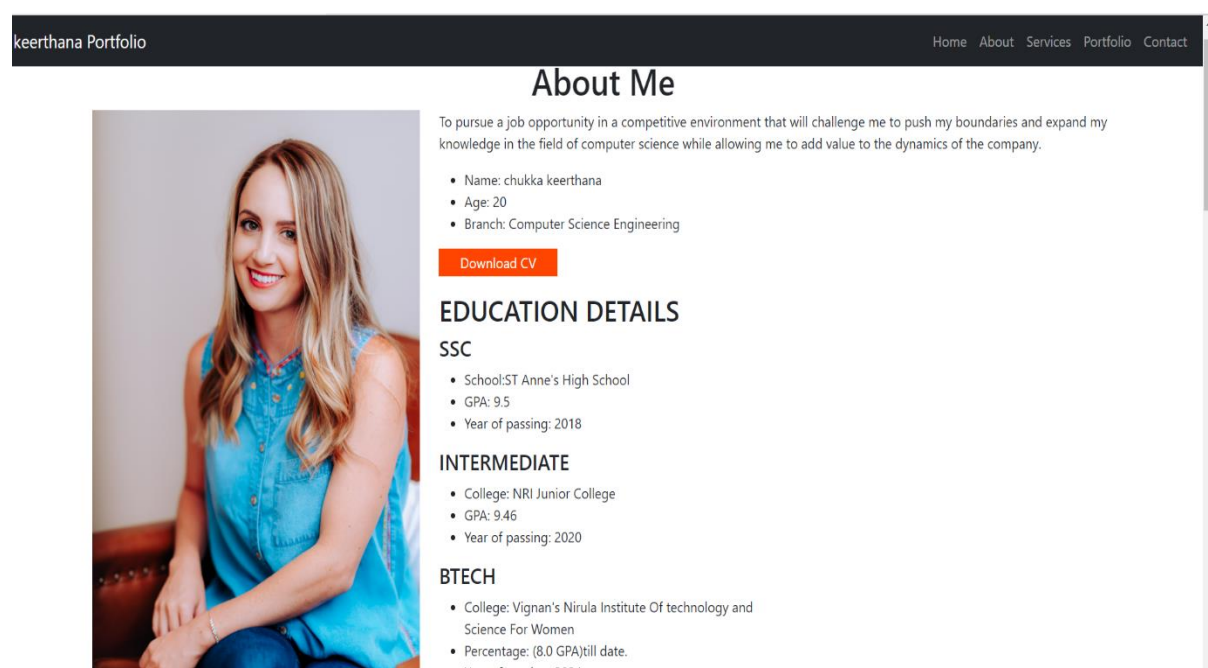 keerthana Portfolio
Home About Services Portfolio Contact
About Me
To pursue a job opportunity in a competitive environment that will challenge me to push my boundaries and expand my
knowledge in the field of computer science while allowing me to add value to the dynamics of the company.
• Name: chukka keerthana
• Age: 20
• Branch: Computer Science Engineering
Download CV
EDUCATION DETAILS
SSC
• School:ST Anne's High School
• GPA: 9.5
• Year of passing: 2018
INTERMEDIATE
• College: NRI Junior College
• GPA: 9.46
• Year of passing: 2020
BTECH
• College: Vignan's Nirula Institute Of technology and
Science For Women
• Percentage: (8.0 GPA)till date.